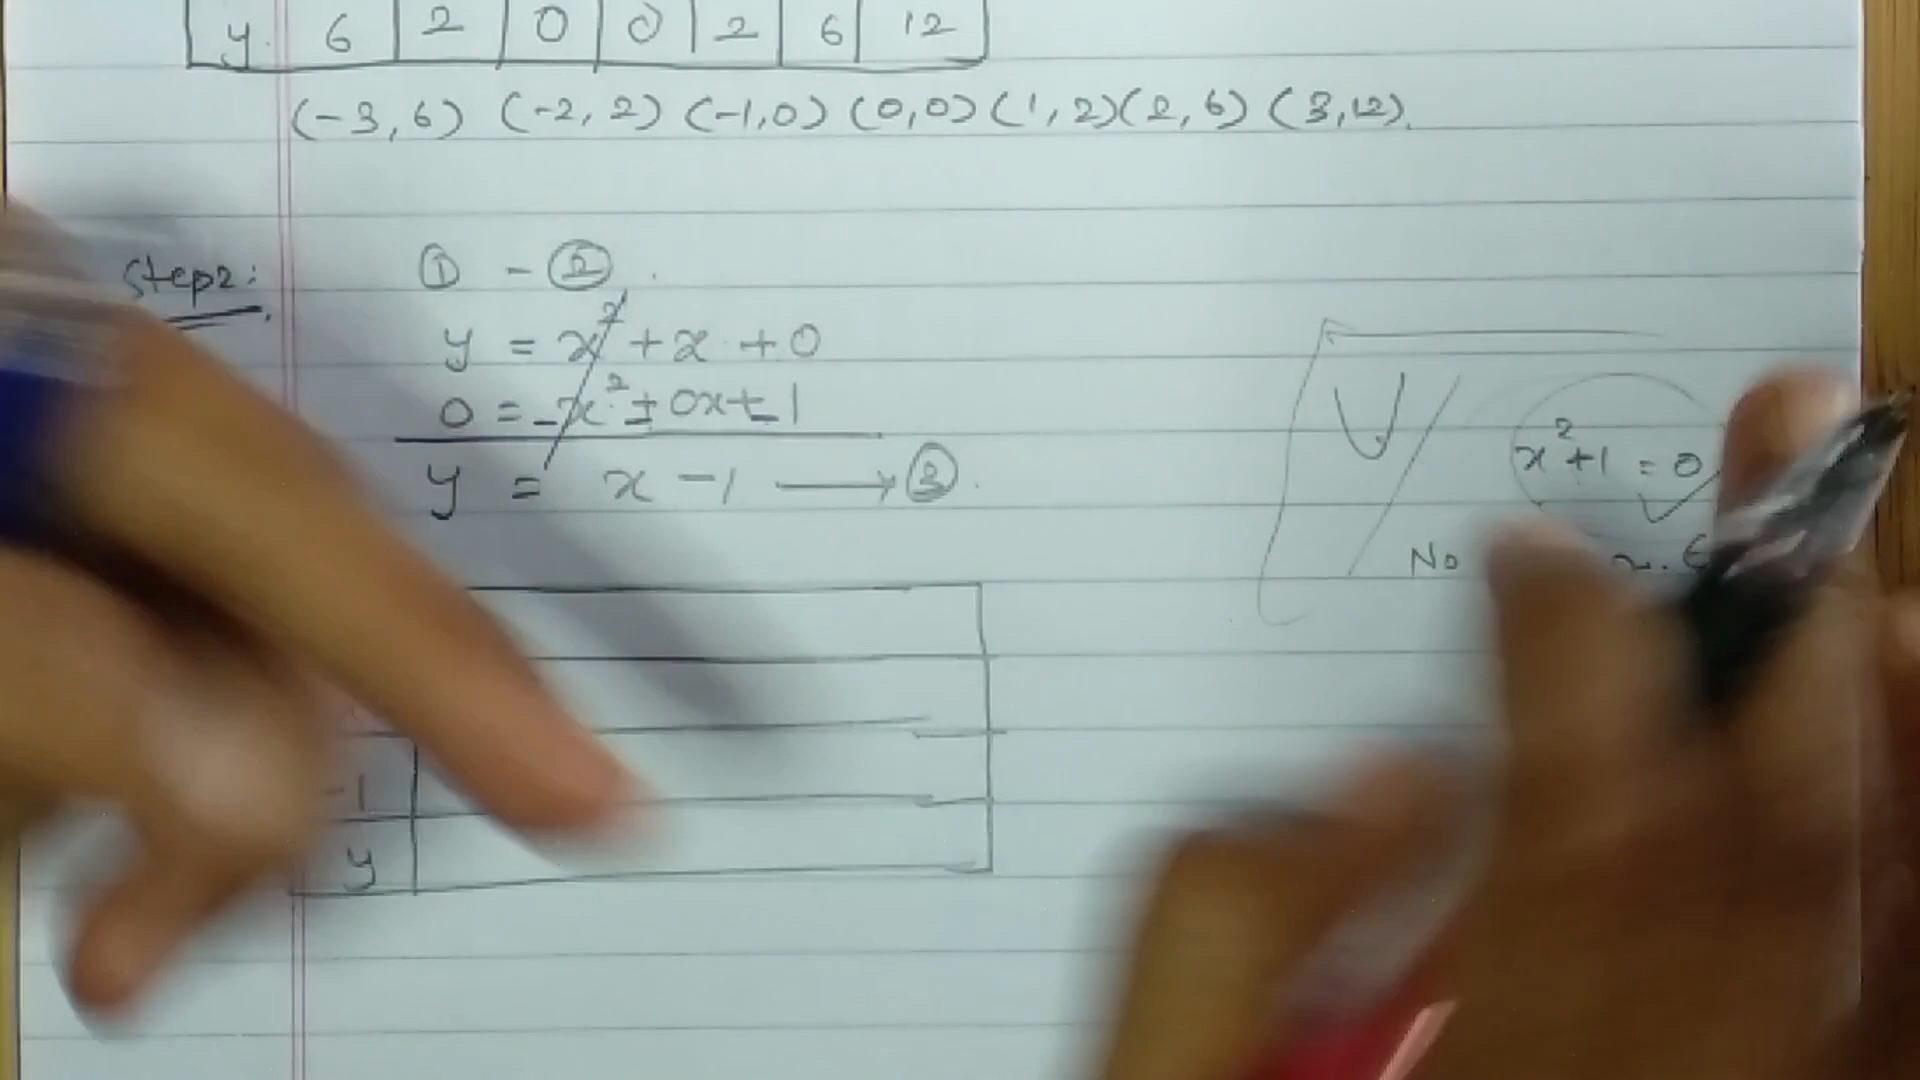 y 6 2 0 0 2 6 12
(-3,6) (-2,2) (-1,0) (0,0) (1,2) (2,6) (3,12).
Step2: ① - ②.
y = x² + x + 0
0 = -x² ± 0x ± 1
y = x - 1 → ③.
x² + 1 = 0
No
-1
y